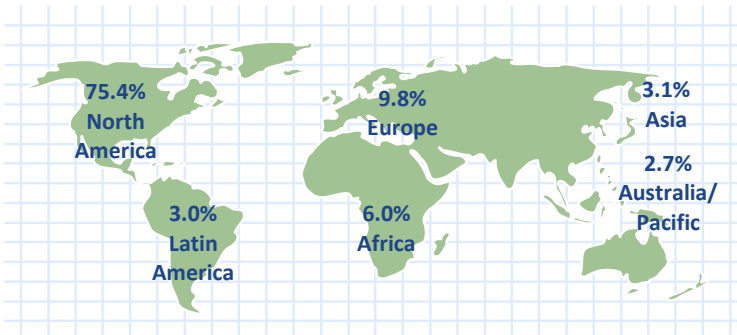 75.4%
North
America
9.8%
Europe
3.1%
Asia
2.7%
Australia/
Pacific
3.0%
Latin
America
6.0%
Africa